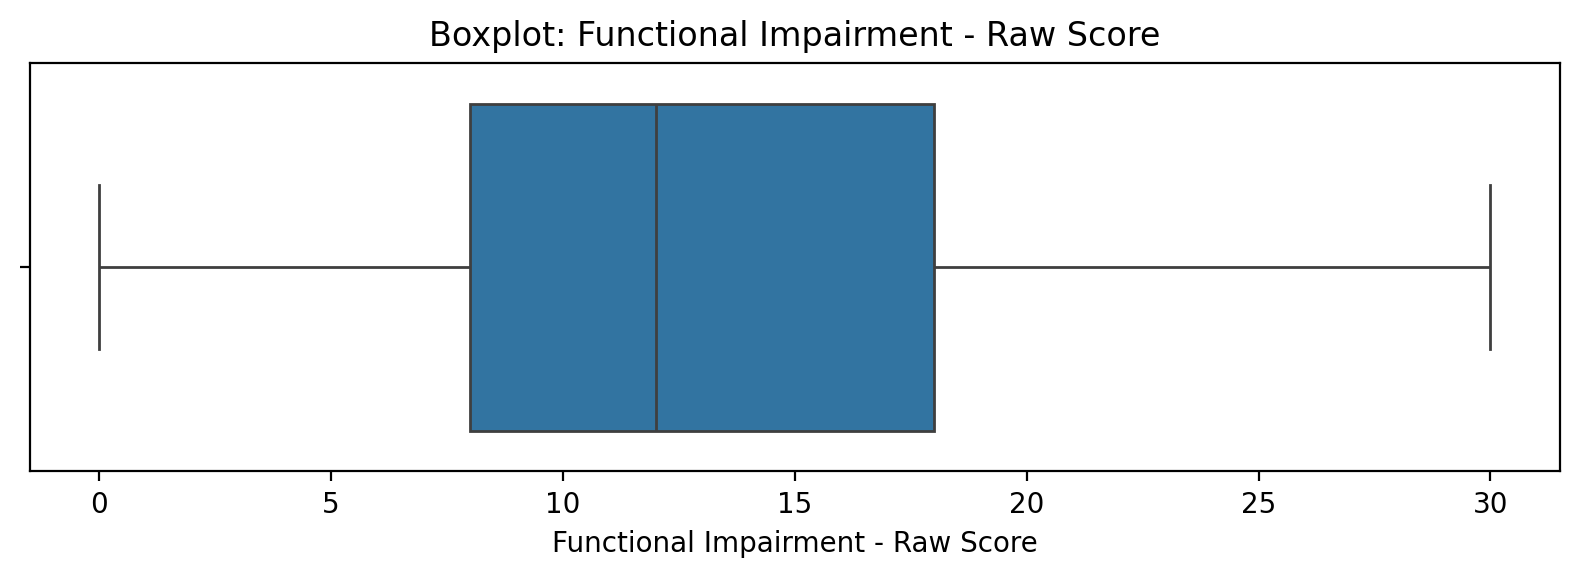 Boxplot: Functional Impairment - Raw Score
0 5 10 15 20 25 30
Functional Impairment - Raw Score